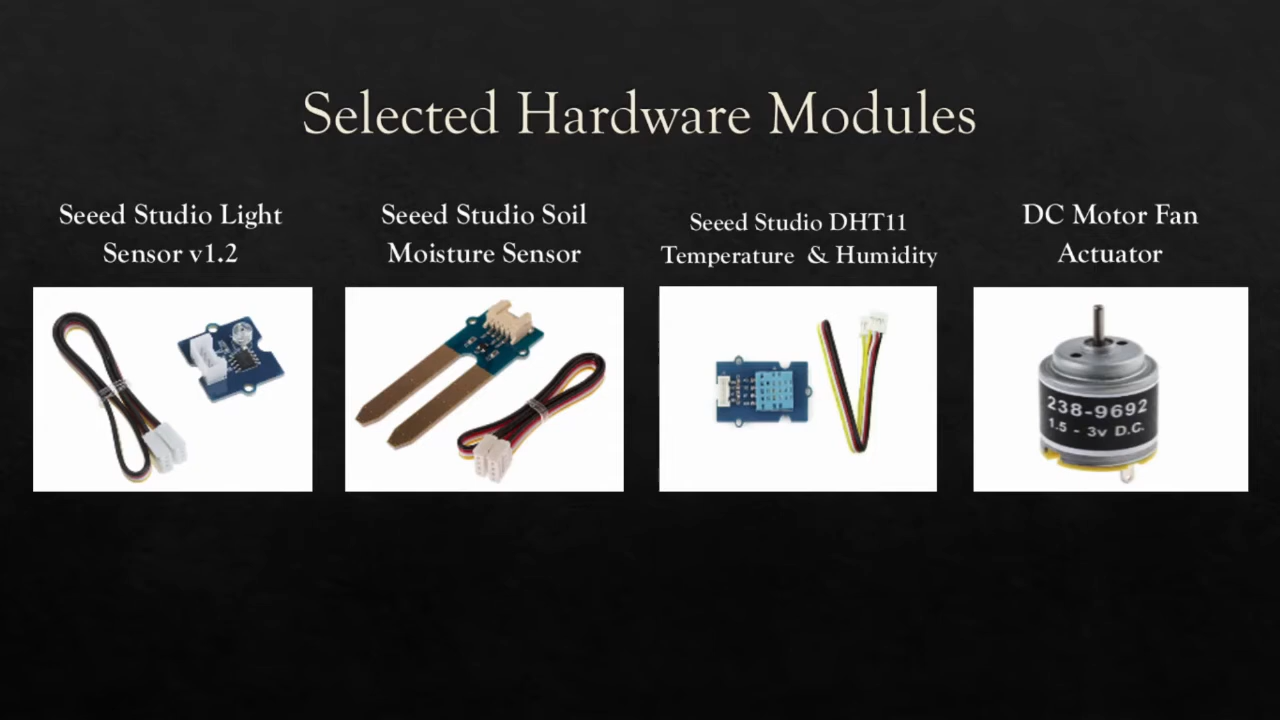 Selected Hardware Modules
Seeed Studio Light
Sensor v1.2
Seeed Studio Soil
Moisture Sensor
Seeed Studio DHT11
Temperature & Humidity
DC Motor Fan
Actuator
238-9692
1.5 - 3v D.C.